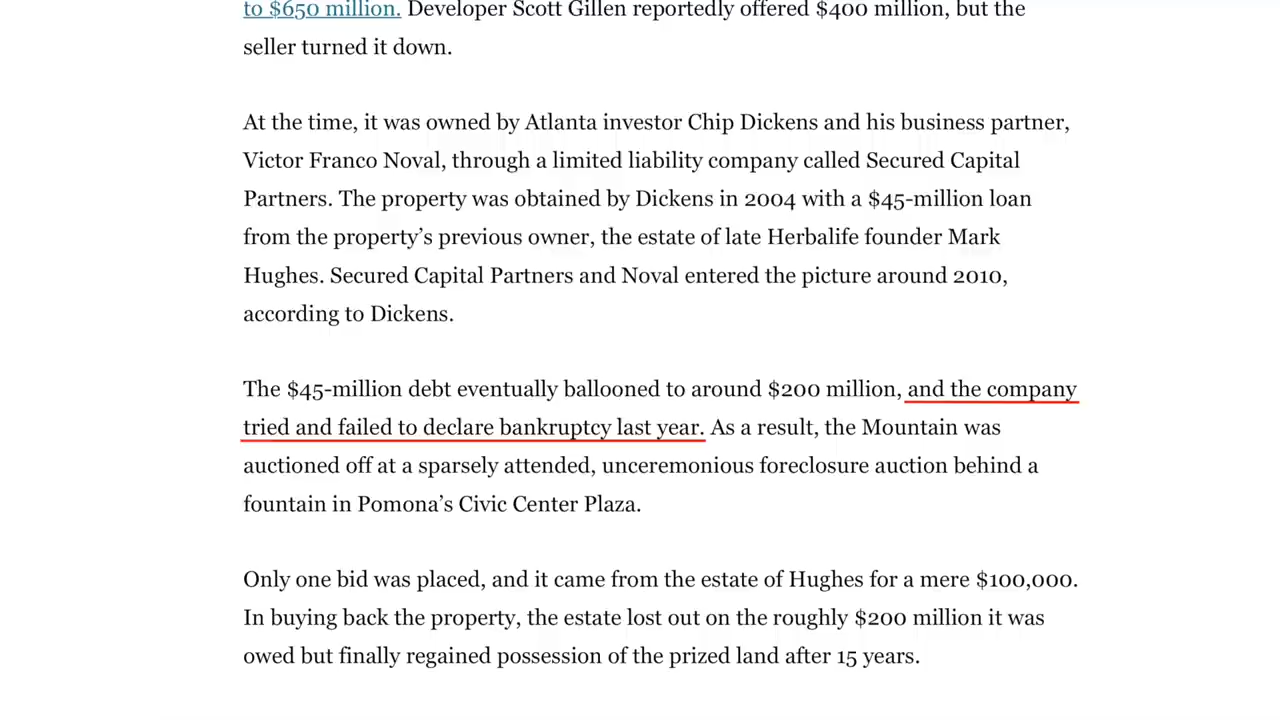 to $650 million. Developer Scott Gillen reportedly offered $400 million, but the
seller turned it down.
At the time, it was owned by Atlanta investor Chip Dickens and his business partner,
Victor Franco Noval, through a limited liability company called Secured Capital
Partners. The property was obtained by Dickens in 2004 with a $45-million loan
from the property’s previous owner, the estate of late Herbalife founder Mark
Hughes. Secured Capital Partners and Noval entered the picture around 2010,
according to Dickens.
The $45-million debt eventually ballooned to around $200 million, and the company
tried and failed to declare bankruptcy last year. As a result, the Mountain was
auctioned off at a sparsely attended, unceremonious foreclosure auction behind a
fountain in Pomona’s Civic Center Plaza.
Only one bid was placed, and it came from the estate of Hughes for a mere $100,000.
In buying back the property, the estate lost out on the roughly $200 million it was
owed but finally regained possession of the prized land after 15 years.